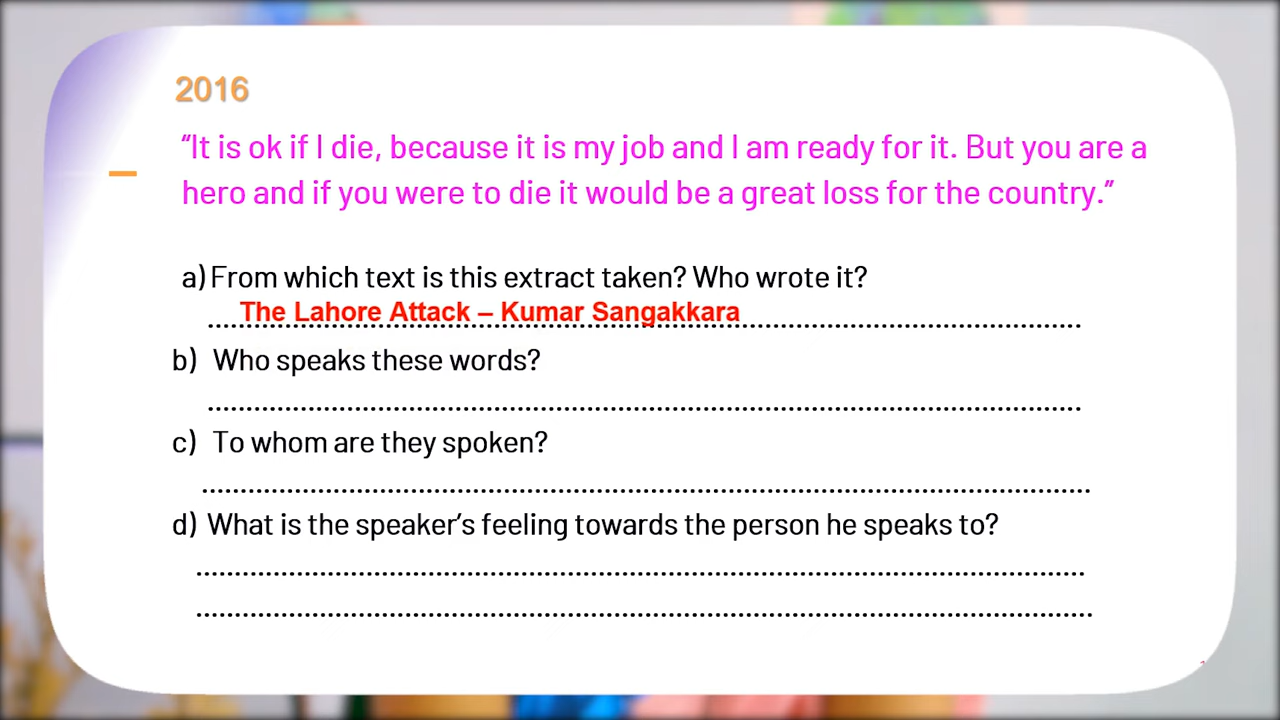 2016
“It is ok if I die, because it is my job and I am ready for it. But you are a
hero and if you were to die it would be a great loss for the country.”
a) From which text is this extract taken? Who wrote it?
The Lahore Attack – Kumar Sangakkara
b) Who speaks these words?
c) To whom are they spoken?
d) What is the speaker’s feeling towards the person he speaks to?